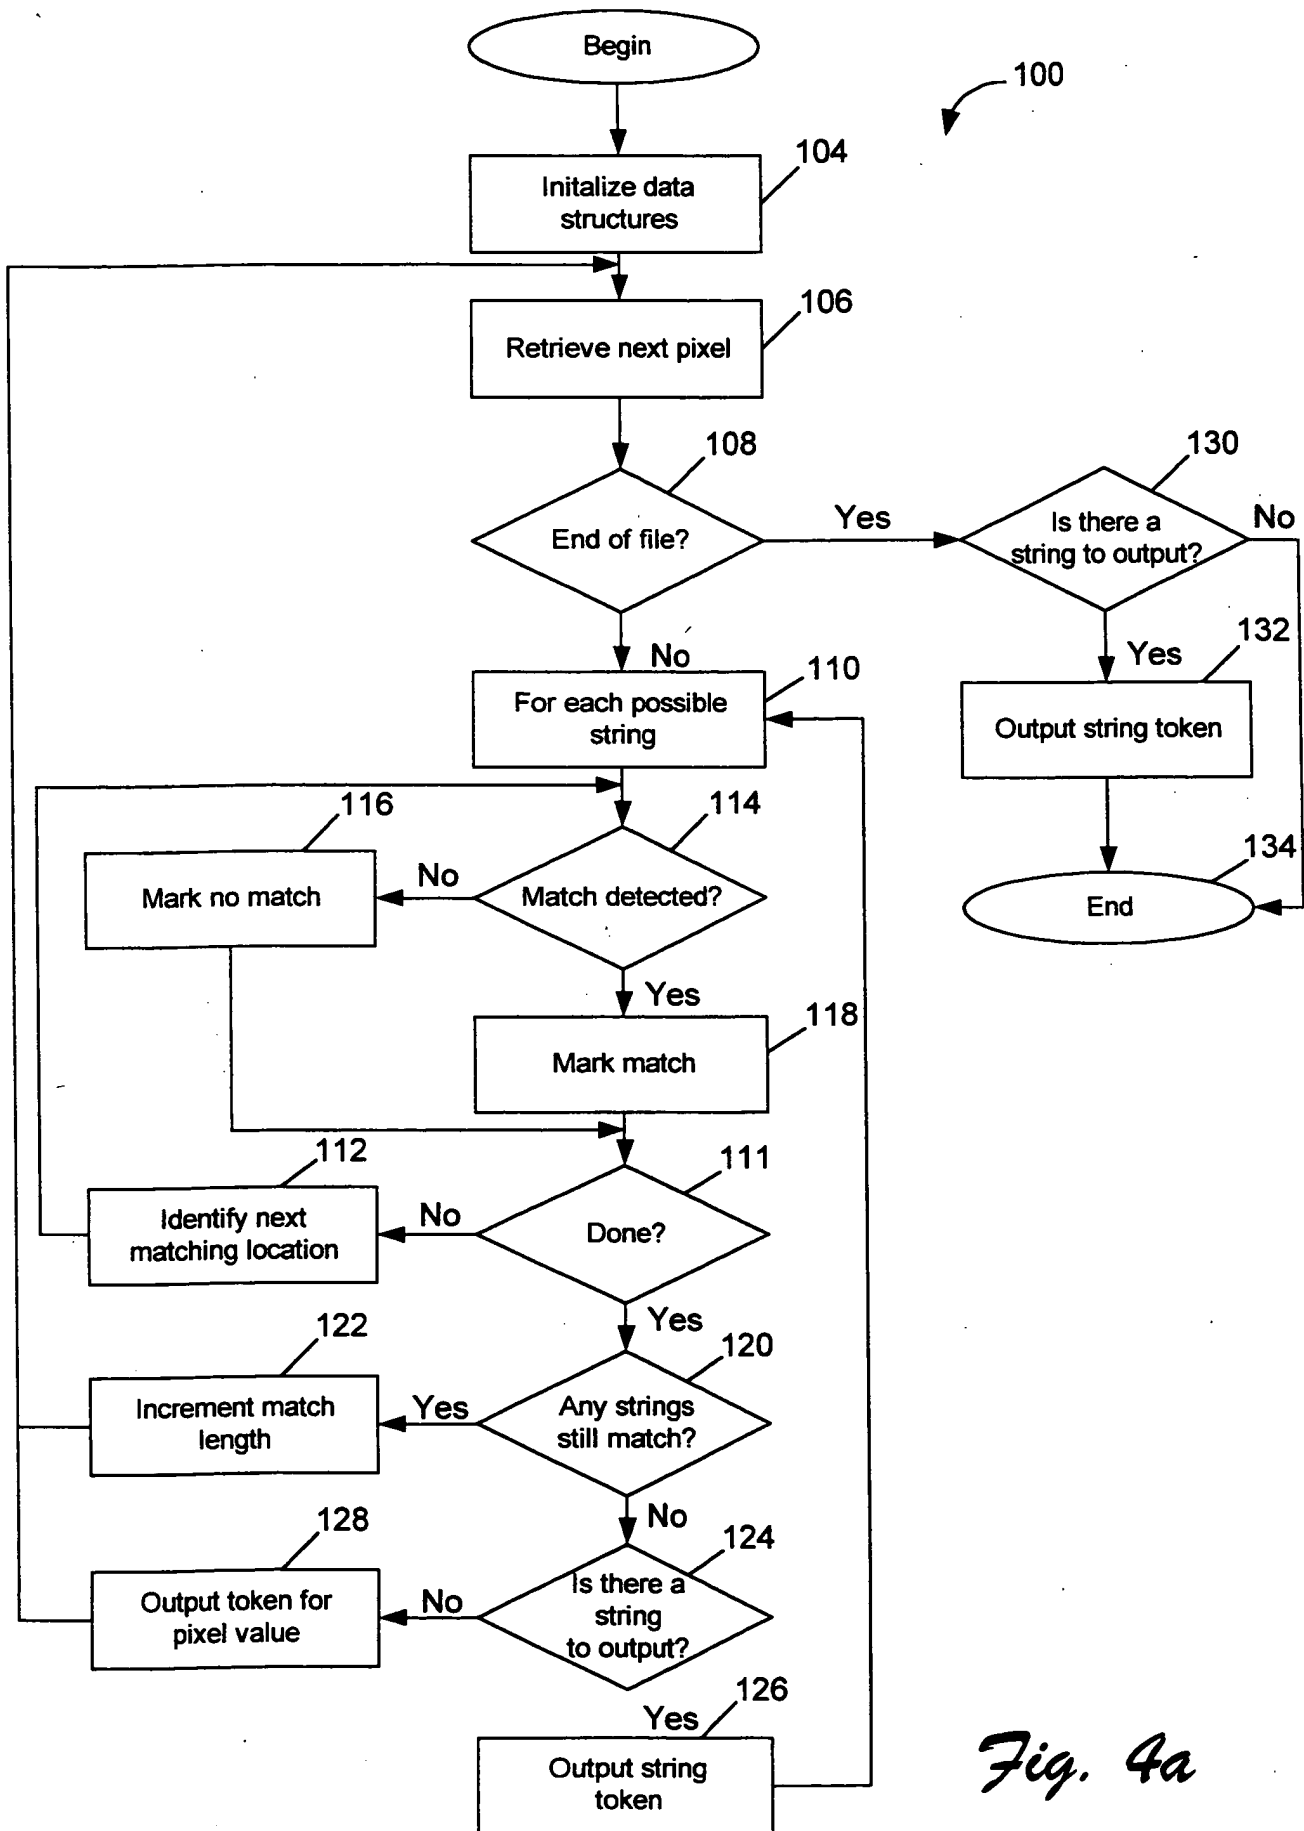 Begin
100
104
Initalize data
structures
106
Retrieve next pixel
108
End of file?
Yes
130
Is there a
string to output?
No
No
110
For each possible
string
Yes
132
Output string token
116
Mark no match
No
114
Match detected?
134
End
Yes
118
Mark match
112
Identify next
matching location
No
111
Done?
Yes
122
Increment match
length
Yes
120
Any strings
still match?
No
128
Output token for
pixel value
No
124
Is there a
string
to output?
Yes
126
Output string
token
Fig. 4a